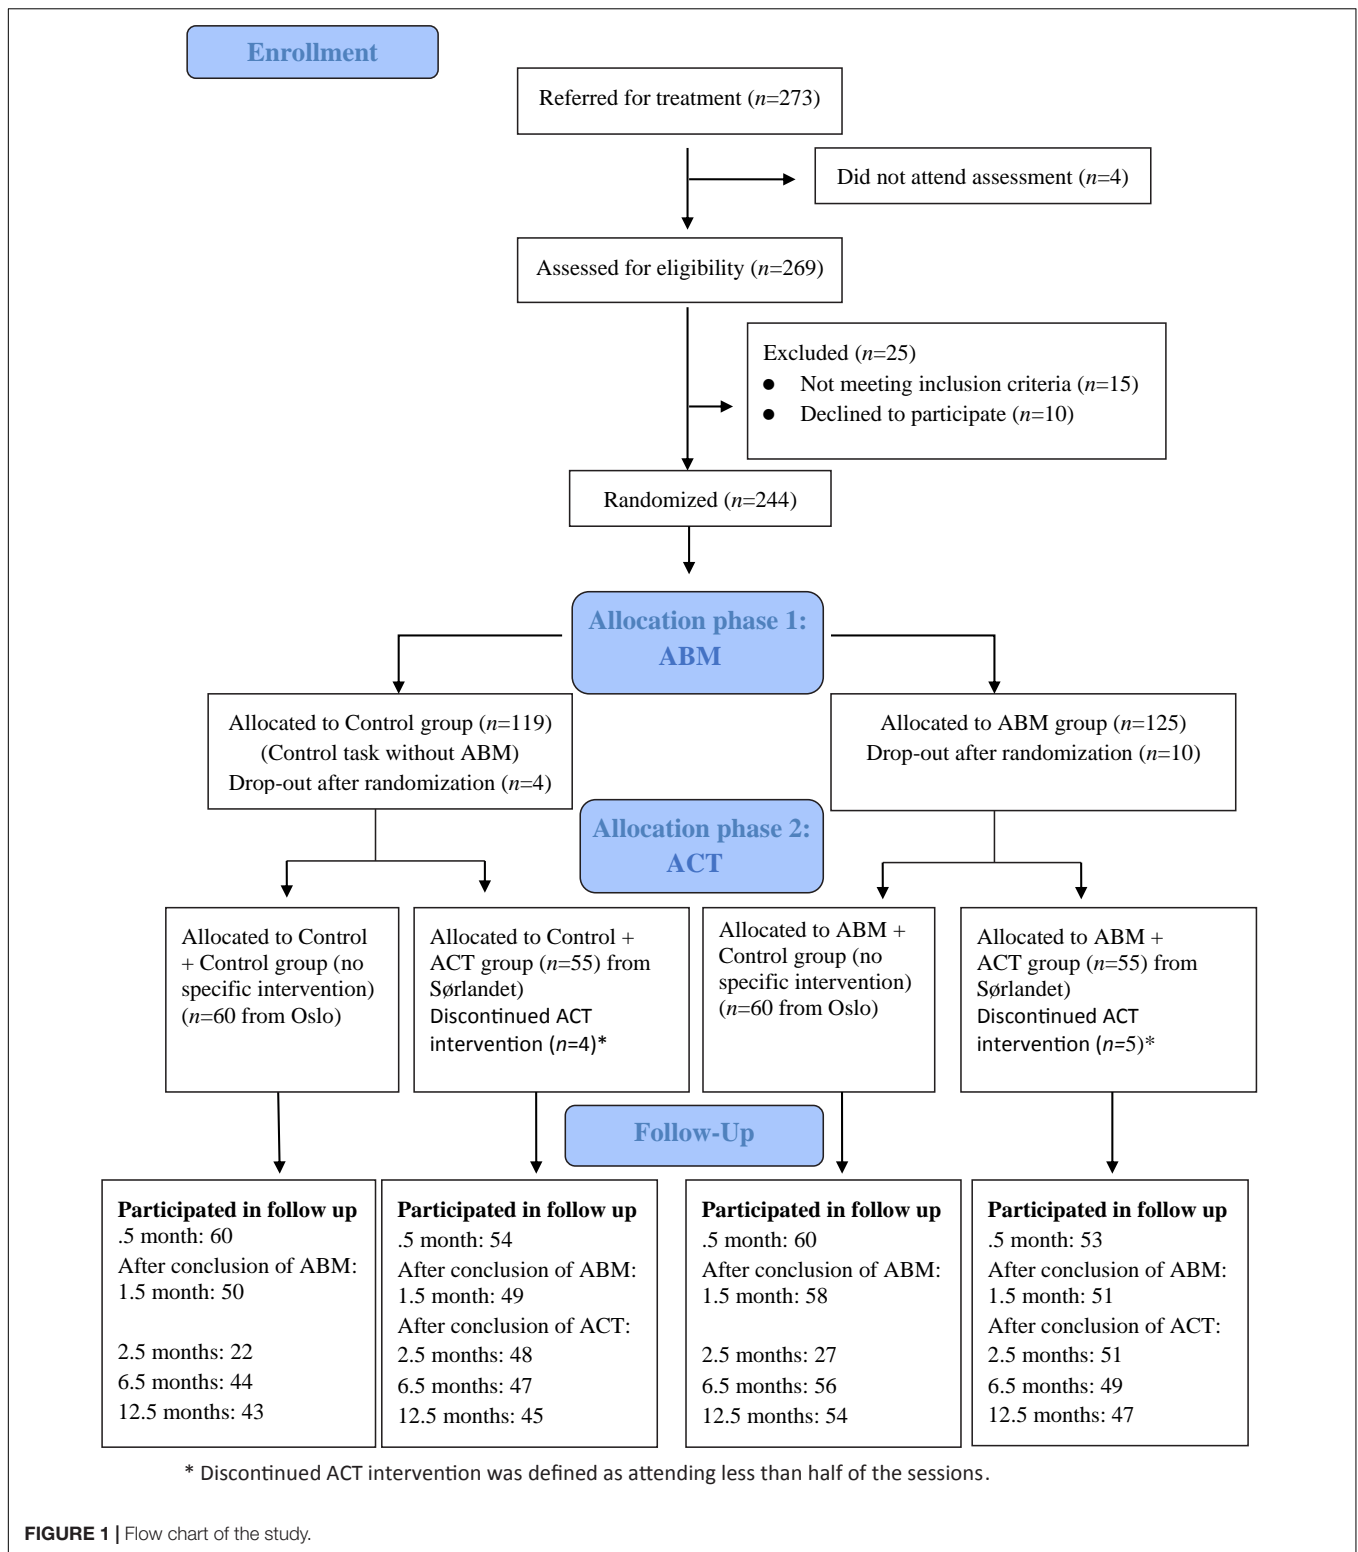 Enrollment
Referred for treatment (n=273)
Did not attend assessment (n=4)
Assessed for eligibility (n=269)
Excluded (n=25)
● Not meeting inclusion criteria (n=15)
● Declined to participate (n=10)
Randomized (n=244)
Allocation phase 1:
ABM
Allocated to Control group (n=119)
(Control task without ABM)
Drop-out after randomization (n=4)
Allocated to ABM group (n=125)
Drop-out after randomization (n=10)
Allocation phase 2:
ACT
Allocated to Control
+ Control group (no
specific intervention)
(n=60 from Oslo)
Allocated to Control +
ACT group (n=55) from
Sørlandet)
Discontinued ACT
intervention (n=4)*
Allocated to ABM +
Control group (no
specific intervention)
(n=60 from Oslo)
Allocated to ABM +
ACT group (n=55) from
Sørlandet)
Discontinued ACT
intervention (n=5)*
Follow-Up
Participated in follow up
.5 month: 60
After conclusion of ABM:
1.5 month: 50
2.5 months: 22
6.5 months: 44
12.5 months: 43
Participated in follow up
.5 month: 54
After conclusion of ABM:
1.5 month: 49
After conclusion of ACT:
2.5 months: 48
6.5 months: 47
12.5 months: 45
Participated in follow up
.5 month: 60
After conclusion of ABM:
1.5 month: 58
2.5 months: 27
6.5 months: 56
12.5 months: 54
Participated in follow up
.5 month: 53
After conclusion of ABM:
1.5 month: 51
After conclusion of ACT:
2.5 months: 51
6.5 months: 49
12.5 months: 47
* Discontinued ACT intervention was defined as attending less than half of the sessions.
FIGURE 1 | Flow chart of the study.